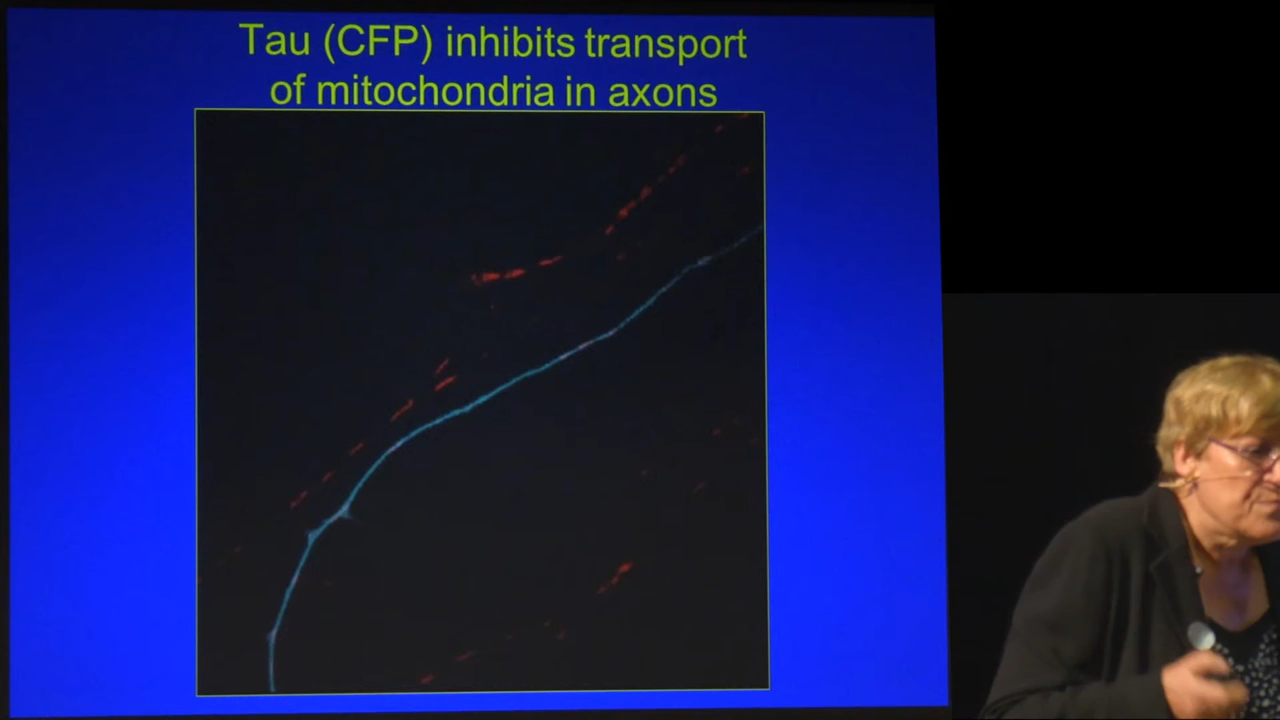 Tau (CFP) inhibits transport
of mitochondria in axons